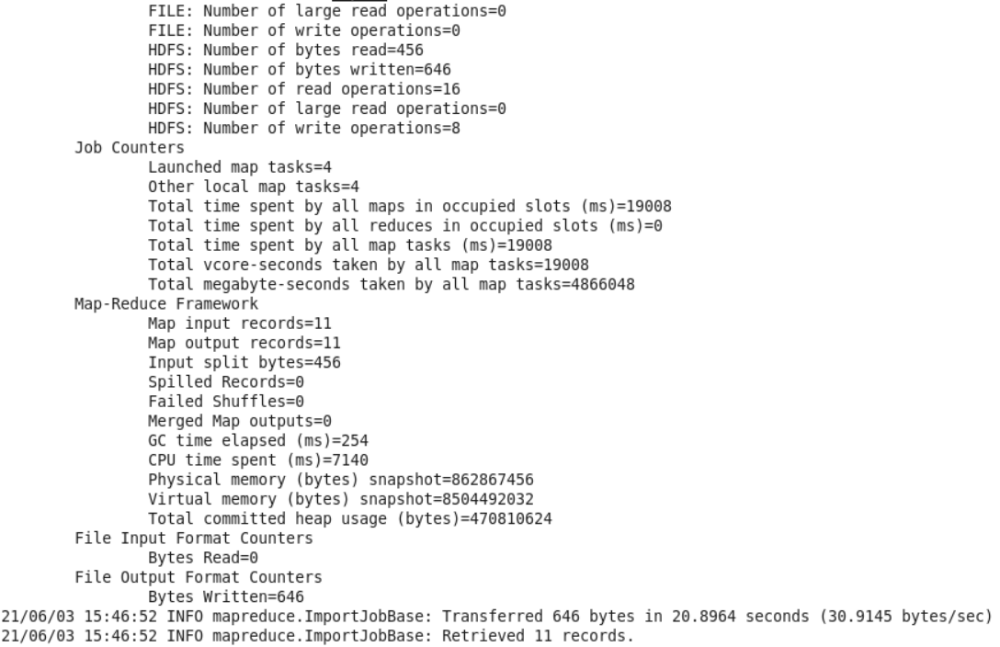 FILE: Number of large read operations=0
FILE: Number of write operations=0
HDFS: Number of bytes read=456
HDFS: Number of bytes written=646
HDFS: Number of read operations=16
HDFS: Number of large read operations=0
HDFS: Number of write operations=8
Job Counters
Launched map tasks=4
Other local map tasks=4
Total time spent by all maps in occupied slots (ms)=19008
Total time spent by all reduces in occupied slots (ms)=0
Total time spent by all map tasks (ms)=19008
Total vcore-seconds taken by all map tasks=19008
Total megabyte-seconds taken by all map tasks=4866048
Map-Reduce Framework
Map input records=11
Map output records=11
Input split bytes=456
Spilled Records=0
Failed Shuffles=0
Merged Map outputs=0
GC time elapsed (ms)=254
CPU time spent (ms)=7140
Physical memory (bytes) snapshot=862867456
Virtual memory (bytes) snapshot=8504492032
Total committed heap usage (bytes)=470810624
File Input Format Counters
Bytes Read=0
File Output Format Counters
Bytes Written=646
21/06/03 15:46:52 INFO mapreduce.ImportJobBase: Transferred 646 bytes in 20.8964 seconds (30.9145 bytes/sec)
21/06/03 15:46:52 INFO mapreduce.ImportJobBase: Retrieved 11 records.